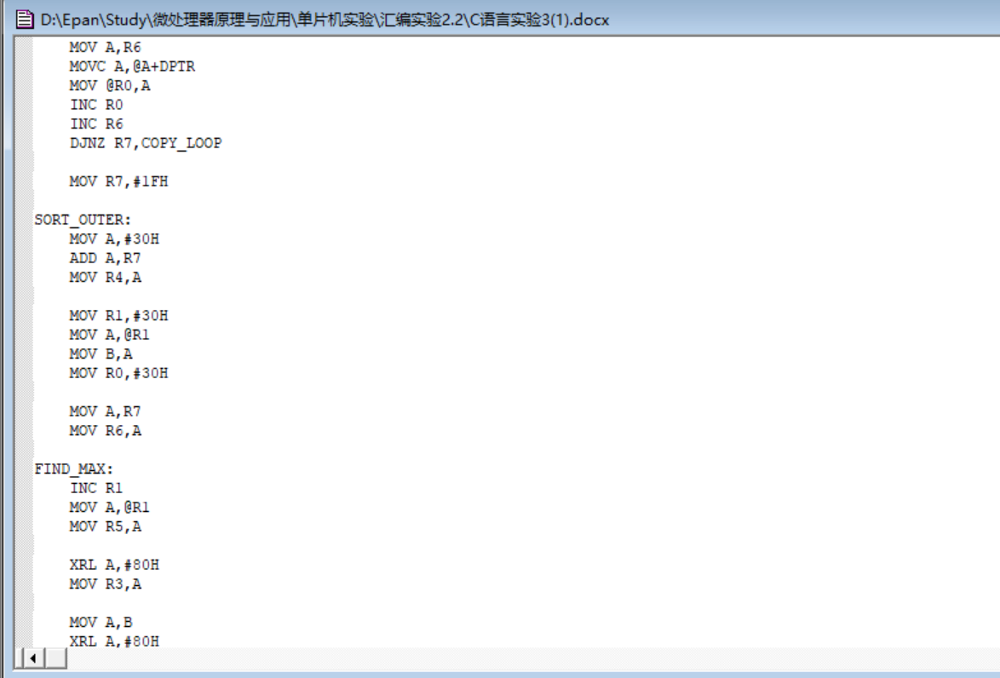 D:\Epan\Study\微处理器原理与应用\单片机实验\汇编实验2.2\C语言实验3(1).docx
MOV A,R6
MOVC A,@A+DPTR
MOV @R0,A
INC R0
INC R6
DJNZ R7,COPY_LOOP
MOV R7,#1FH
SORT_OUTER:
MOV A,#30H
ADD A,R7
MOV R4,A
MOV R1,#30H
MOV A,@R1
MOV B,A
MOV R0,#30H
MOV A,R7
MOV R6,A
FIND_MAX:
INC R1
MOV A,@R1
MOV R5,A
XRL A,#80H
MOV R3,A
MOV A,B
XRL A,#80H